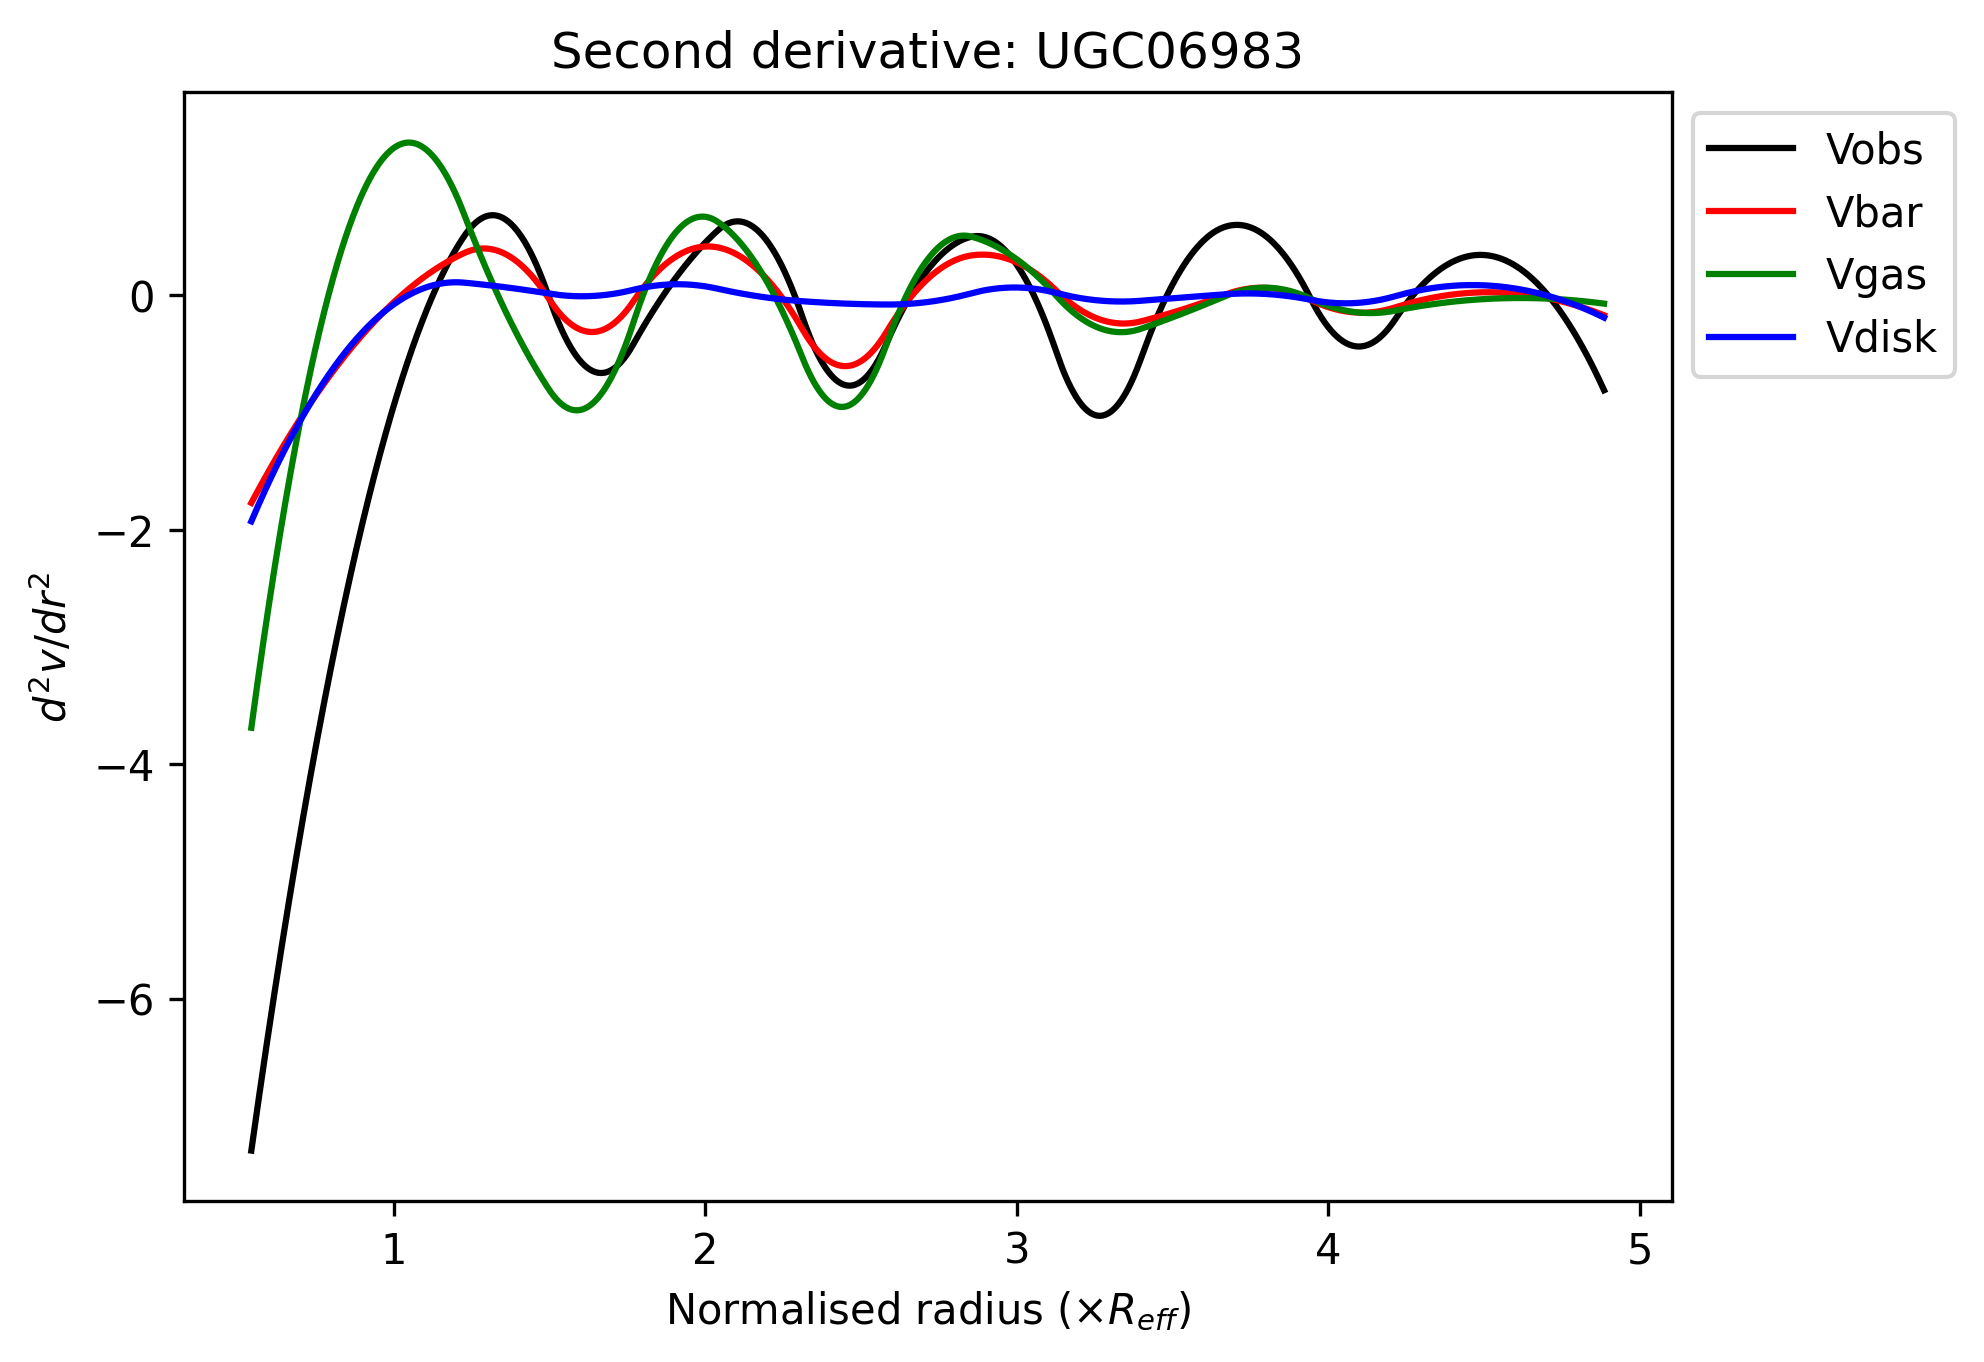 Second derivative: UGC06983
Vobs
Vbar
Vgas
Vdisk
0
−2
−4
−6
d²v/dr²
1 2 3 4 5
Normalised radius (×R_eff)